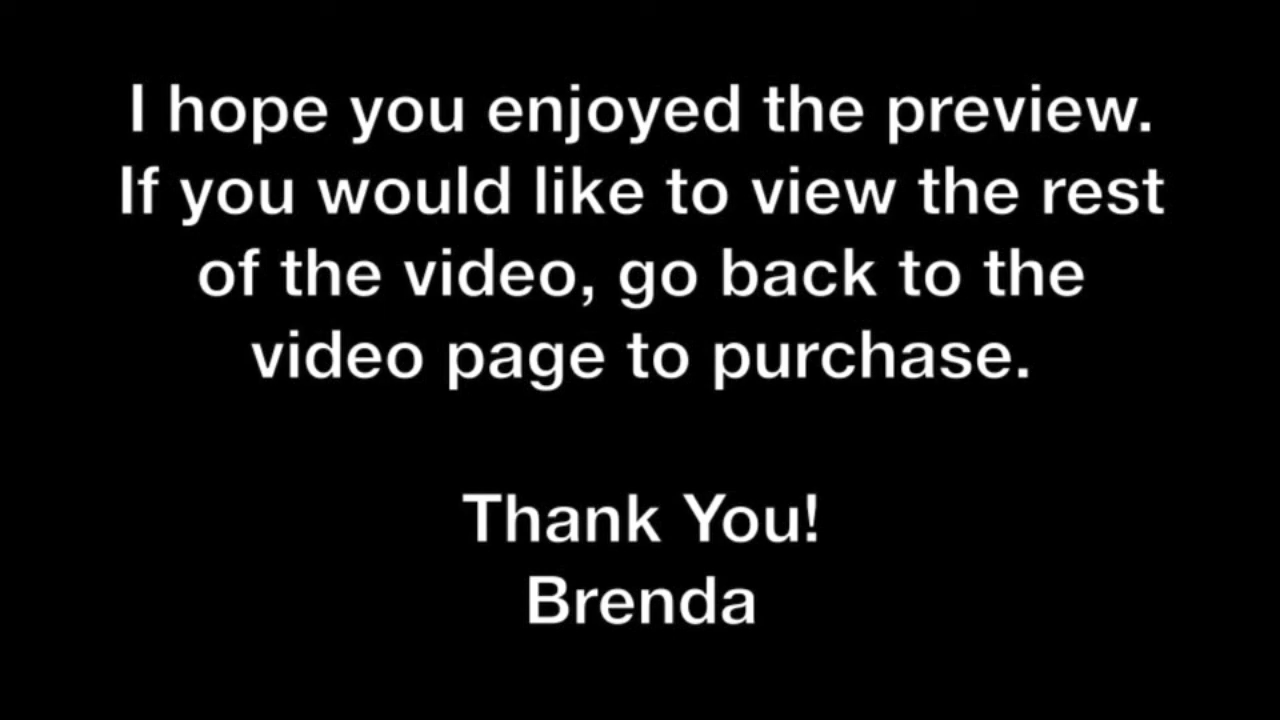 I hope you enjoyed the preview.
If you would like to view the rest
of the video, go back to the
video page to purchase.
Thank You!
Brenda